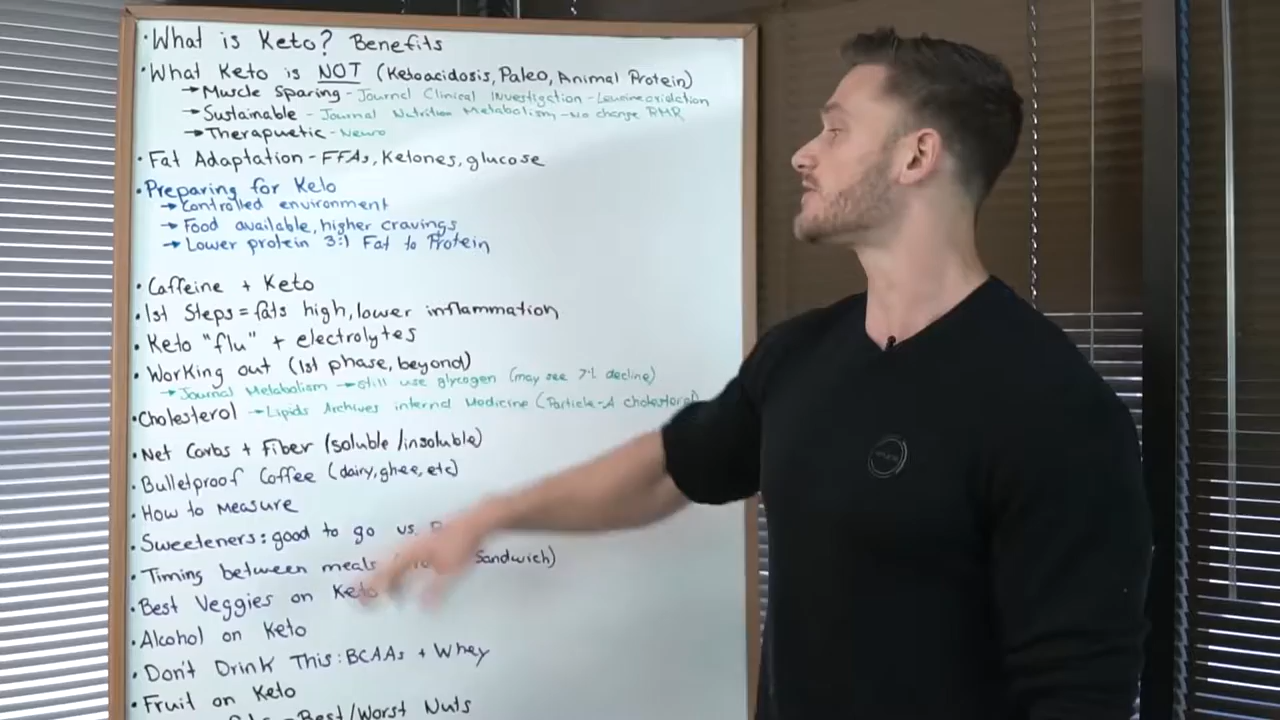 • What is Keto? Benefits
• What Keto is NOT (Ketoacidosis, Paleo, Animal Protein)
→ Muscle Sparing - Journal Clinical Investigation - Leucine oxidation
→ Sustainable - Journal Nutrition Metabolism - No change RMR
→ Therapuetic - Neuro
• Fat Adaptation - FFAs, Ketones, glucose
• Preparing for Keto
→ Controlled environment
→ Food available, higher cravings
→ Lower protein 3:1 Fat to Protein
• Caffeine + Keto
• 1st Steps = fats high, lower inflammation
• Keto "flu" + electrolytes
• Working out (1st phase, beyond)
→ Journal Metabolism → still use glycogen (may see 7% decline)
• Cholesterol → Lipids Archives internal Medicine (Particle-A cholesterol)
• Net Carbs + Fiber (soluble/insoluble)
• Bulletproof Coffee (dairy, ghee, etc)
• How to Measure
• Sweeteners: good to go vs.
• Timing between meals Sandwich)
• Best Veggies on Keto
• Alcohol on Keto
• Don't Drink This: BCAAs + Whey
• Fruit on Keto
- Best/Worst Nuts